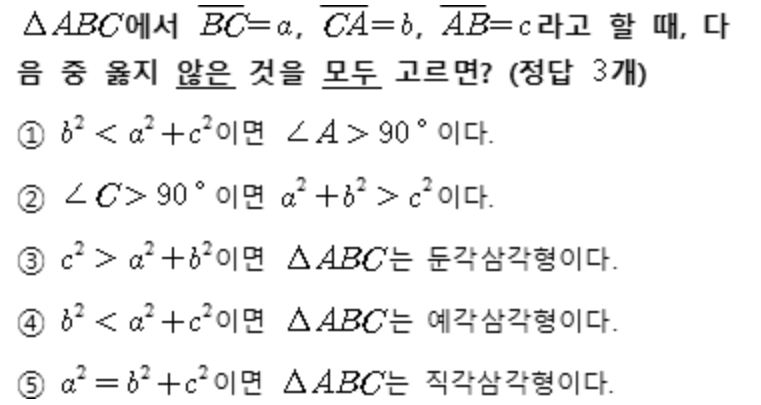 △ABC에서 $\overline{BC}=a$, $\overline{CA}=b$, $\overline{AB}=c$라고 할 때, 다
음 중 옳지 않은 것을 모두 고르면? (정답 3개)
① b² < a²+c²이면 ∠A > 90°이다.
② ∠C > 90°이면 a²+b² > c²이다.
③ c² > a²+b²이면 △ABC는 둔각삼각형이다.
④ b² < a²+c²이면 △ABC는 예각삼각형이다.
⑤ a² = b²+c²이면 △ABC는 직각삼각형이다.